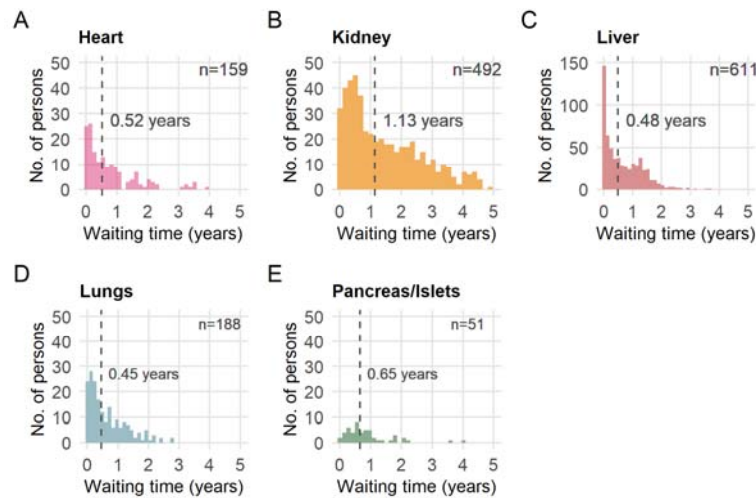 A
Heart
No. of persons
50
40
30
20
10
0
n=159
0.52 years
0 1 2 3 4 5
Waiting time (years)
B
Kidney
No. of persons
50
40
30
20
10
0
n=492
1.13 years
0 1 2 3 4 5
Waiting time (years)
C
Liver
No. of persons
150
100
50
0
n=611
0.48 years
0 1 2 3 4 5
Waiting time (years)
D
Lungs
No. of persons
50
40
30
20
10
0
n=188
0.45 years
0 1 2 3 4 5
Waiting time (years)
E
Pancreas/Islets
No. of persons
50
40
30
20
10
0
n=51
0.65 years
0 1 2 3 4 5
Waiting time (years)